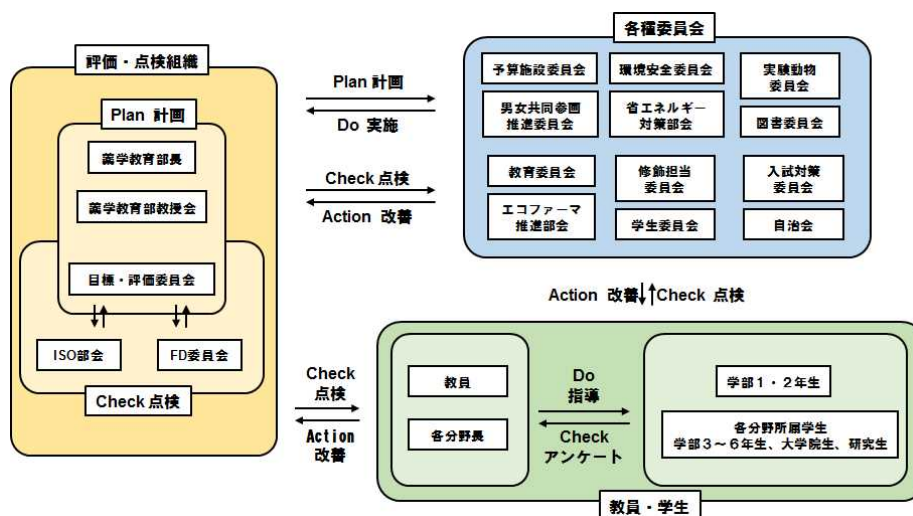 評価・点検組織
Plan 計画
薬学教育部長
薬学教育部教授会
目標・評価委員会
ISO部会
FD委員会
Check 点検
Plan 計画
Do 実施
Check 点検
Action 改善
各種委員会
予算施設委員会
環境安全委員会
実験動物
委員会
男女共同参画
推進委員会
省エネルギー
対策部会
図書委員会
教育委員会
修飾担当
委員会
入試対策
委員会
エコファーマ
推進部会
学生委員会
自治会
Action 改善
Check 点検
Check
点検
Action
改善
教員
各分野長
Do
指導
Check
アンケート
学部1・2年生
各分野所属学生
学部3～6年生、大学院生、研究生
教員・学生